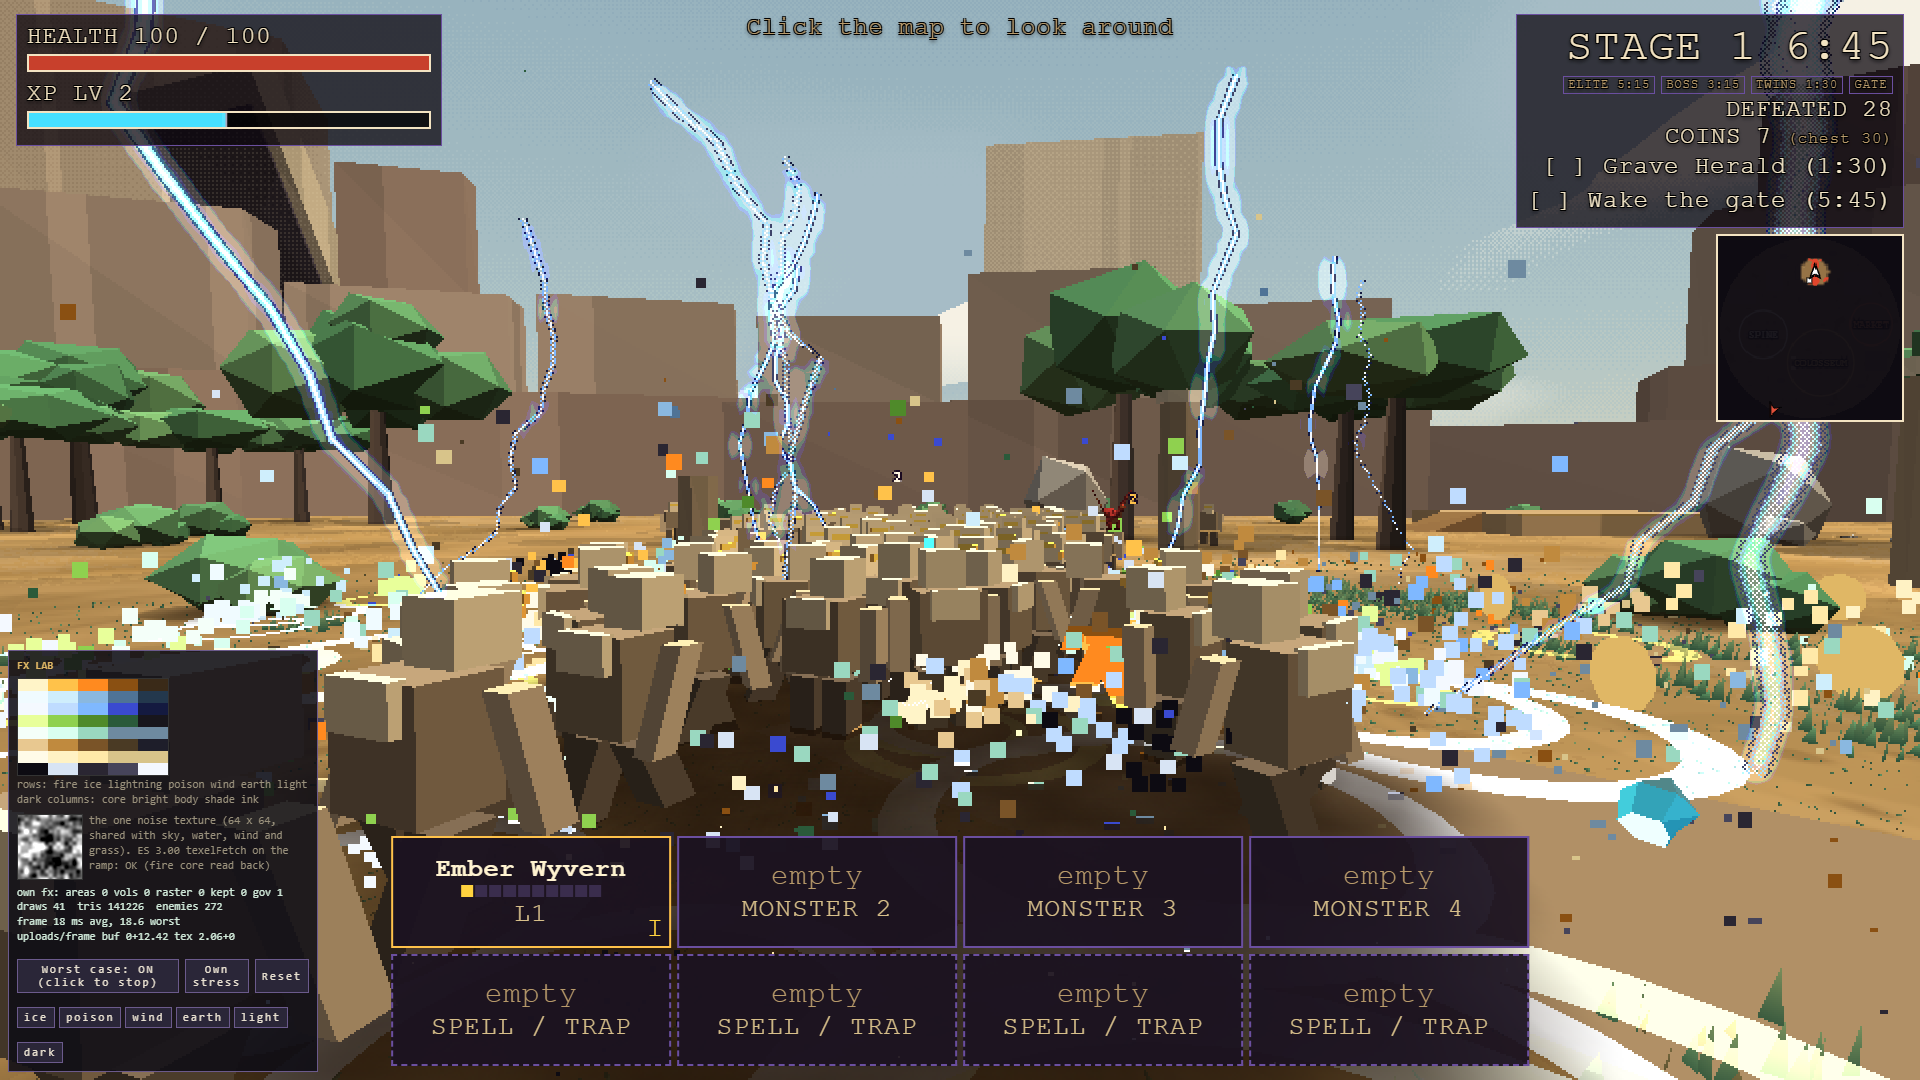 HEALTH 100 / 100
XP LV 2
Click the map to look around
STAGE 1 6:45
ELITE 5:15 BOSS 3:15 TWINS 1:30 GATE
DEFEATED 28
COINS 7 (chest 30)
[ ] Grave Herald (1:30)
[ ] Wake the gate (5:45)
2
2
FX LAB
rows: fire ice lightning poison wind earth light
dark columns: core bright body shade ink
the one noise texture (64 x 64,
shared with sky, water, wind and
grass). ES 3.00 texelFetch on the
ramp: OK (fire core read back)
own fx: areas 0 vols 0 raster 0 kept 0 gov 1
draws 41 tris 141226 enemies 272
frame 18 ms avg, 18.6 worst
uploads/frame buf 0+12.42 tex 2.06+0
Worst case: ON
(click to stop)
Own
stress
Reset
ice poison wind earth light
dark
Ember Wyvern
L1
I
empty
MONSTER 2
empty
MONSTER 3
empty
MONSTER 4
empty
SPELL / TRAP
empty
SPELL / TRAP
empty
SPELL / TRAP
empty
SPELL / TRAP